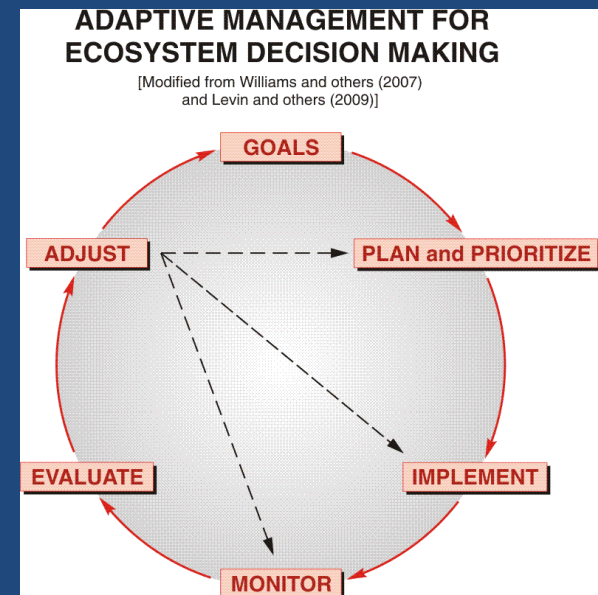 ADAPTIVE MANAGEMENT FOR
ECOSYSTEM DECISION MAKING
[Modified from Williams and others (2007)
and Levin and others (2009)]
GOALS
ADJUST
PLAN and PRIORITIZE
EVALUATE
IMPLEMENT
MONITOR